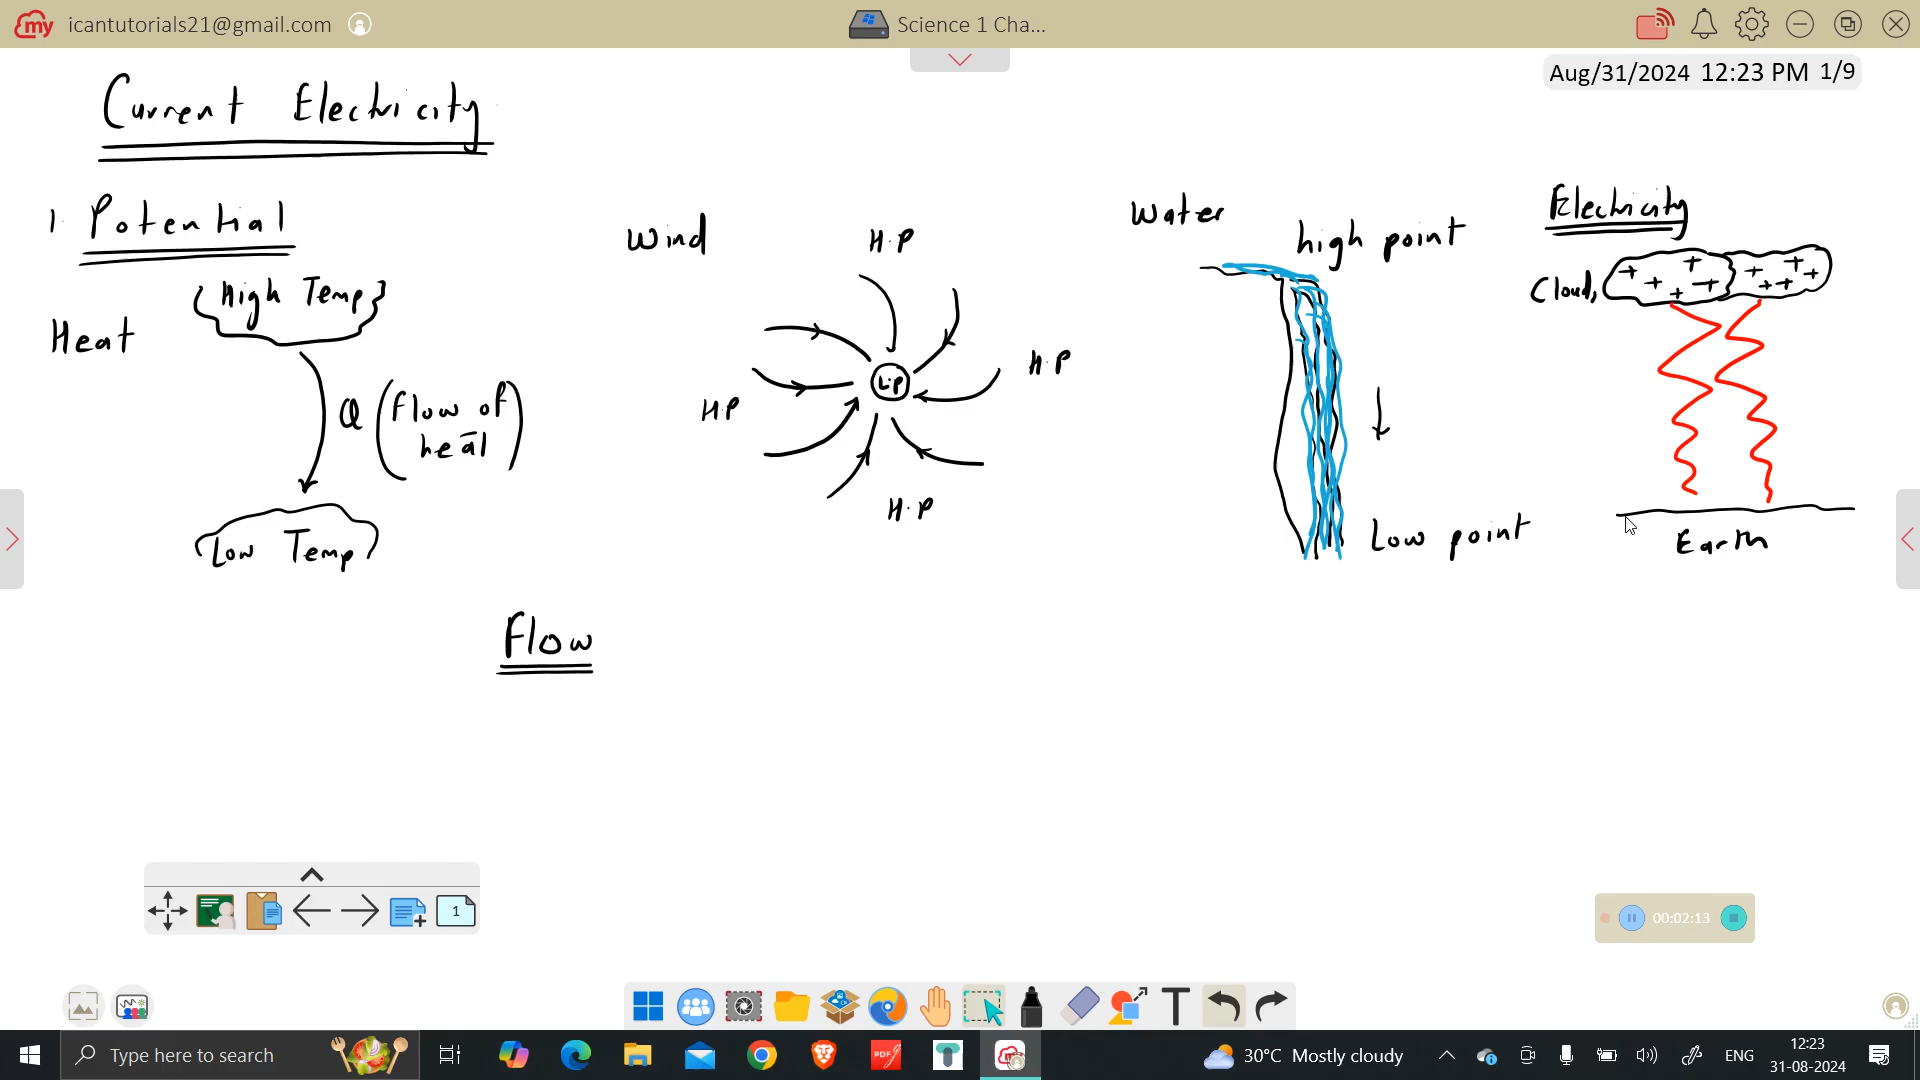 icantutorials21@gmail.com
Science 1 Cha...
Aug/31/2024 12:23 PM 1/9
Current Electricity
1. Potential
Heat
High Temp
Q (flow of heat)
Low Temp
Wind
H.P
H.P
H.P
L.P
H.P
Water
high point
Low point
Electricity
Cloud,
+ + + + + + + + + +
Earth
Flow
1
00:02:13
Type here to search
30°C Mostly cloudy
ENG
12:23
31-08-2024